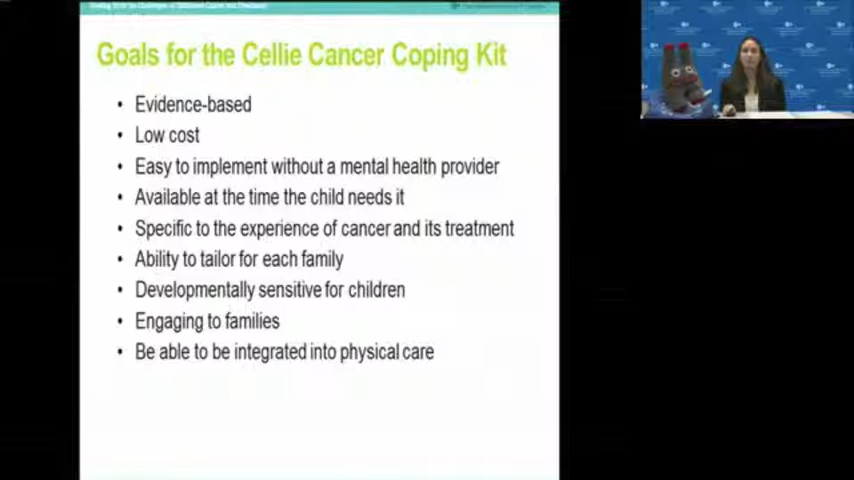 Goals for the Cellie Cancer Coping Kit
• Evidence-based
• Low cost
• Easy to implement without a mental health provider
• Available at the time the child needs it
• Specific to the experience of cancer and its treatment
• Ability to tailor for each family
• Developmentally sensitive for children
• Engaging to families
• Be able to be integrated into physical care